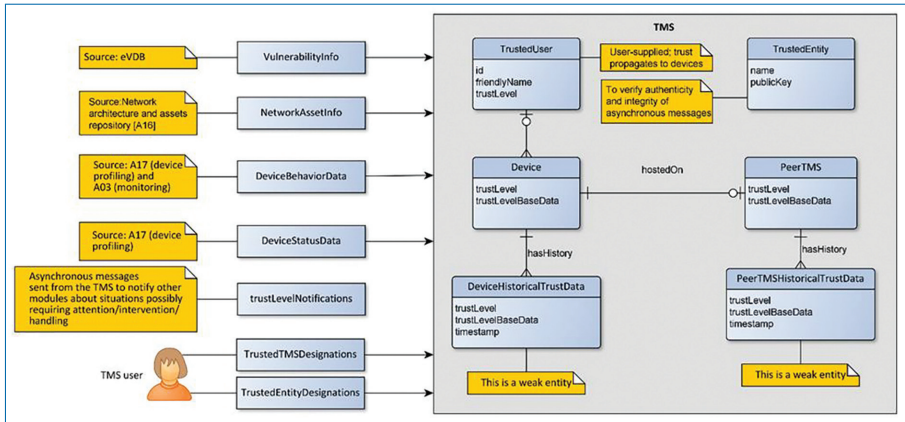 TMS
Source: eVDB
VulnerabilityInfo
Source:Network
architecture and assets
repository [A16]
NetworkAssetInfo
Source: A17 (device
profiling) and
A03 (monitoring)
DeviceBehaviorData
Source: A17 (device
profiling)
DeviceStatusData
Asynchronous messages
sent from the TMS to notify other
modules about situations possibly
requiring attention/intervention/
handling
trustLevelNotifications
TMS user
TrustedTMSDesignations
TrustedEntityDesignations
TrustedUser
id
friendlyName
trustLevel
User-supplied; trust
propagates to devices
To verify authenticity
and integrity of
asynchronous messages
TrustedEntity
name
publicKey
Device
trustLevel
trustLevelBaseData
hostedOn
PeerTMS
trustLevel
trustLevelBaseData
hasHistory
hasHistory
DeviceHistoricalTrustData
trustLevel
trustLevelBaseData
timestamp
PeerTMSHistoricalTrustData
trustLevel
trustLevelBaseData
timestamp
This is a weak entity
This is a weak entity